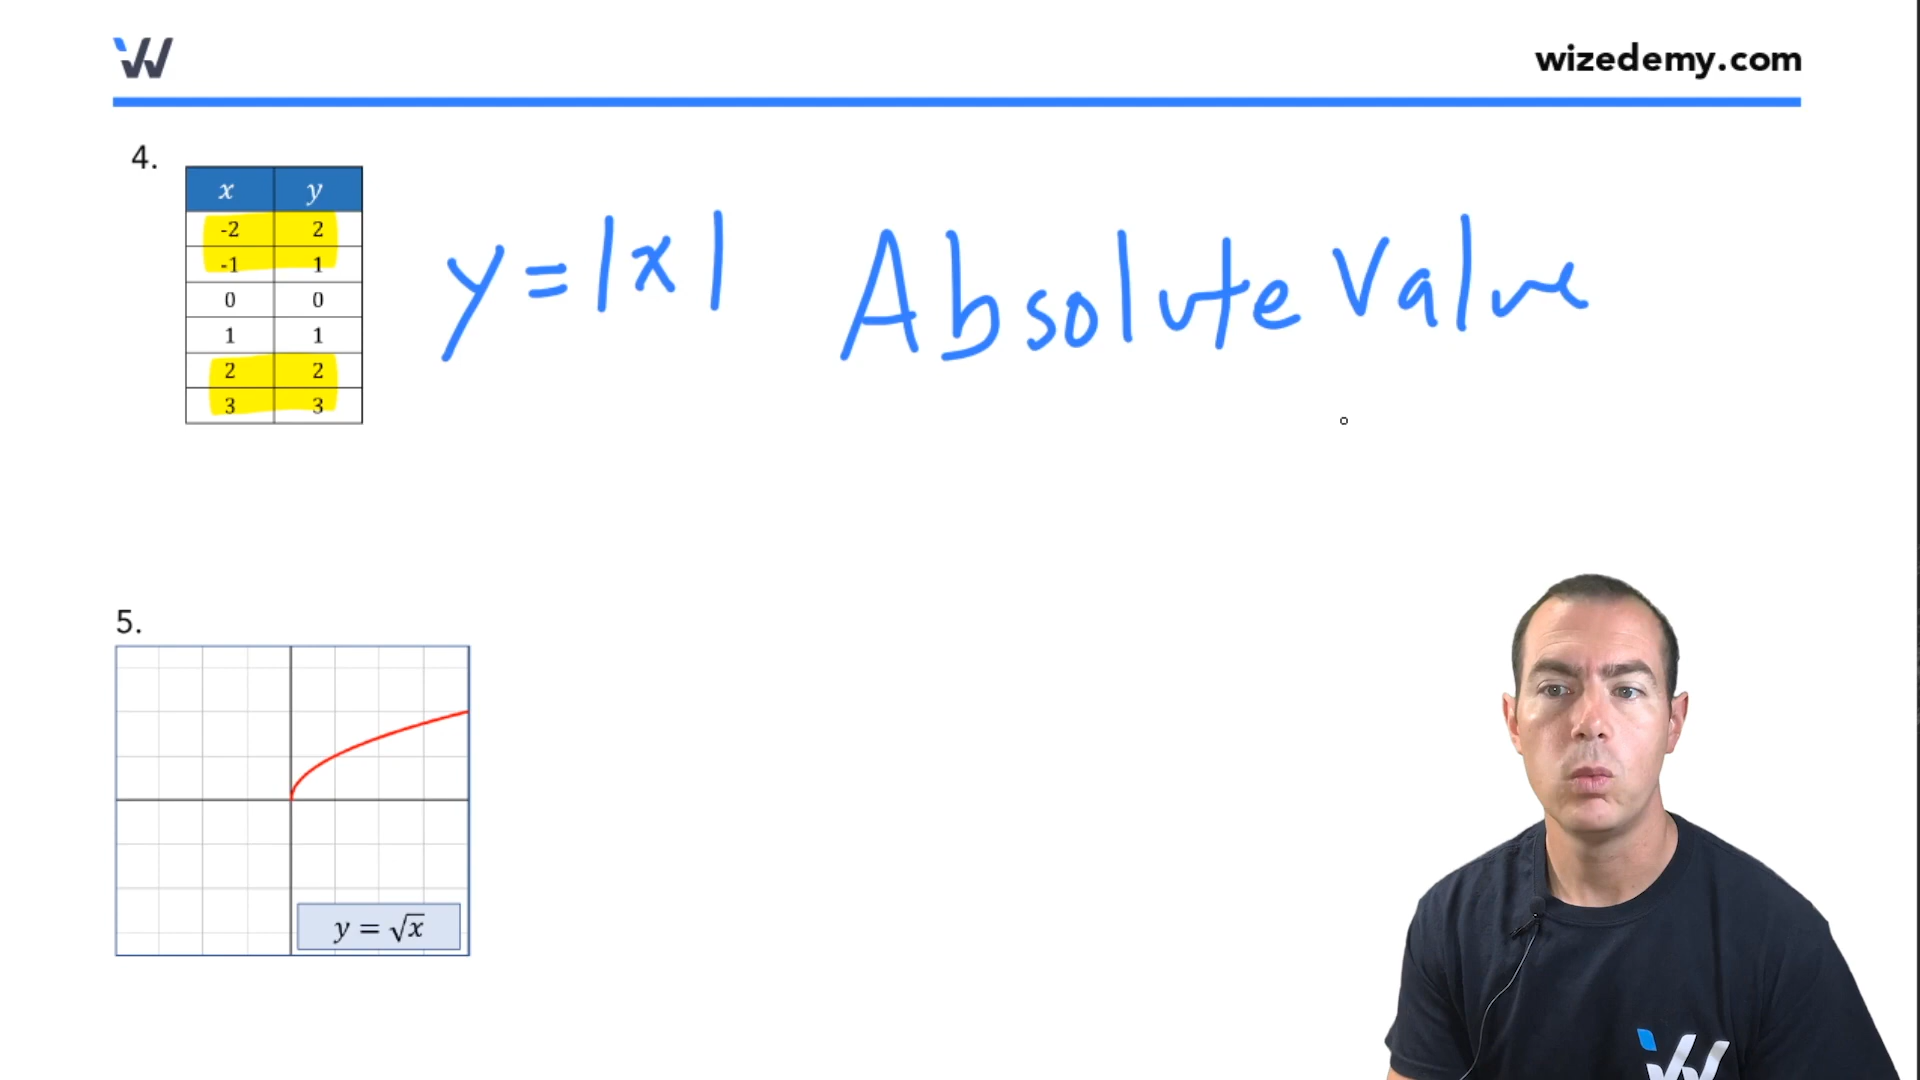 wizedemy.com
4.
x y
-2 2
-1 1
0 0
1 1
2 2
3 3
y=|x| Absolute Value
5.
y = √x